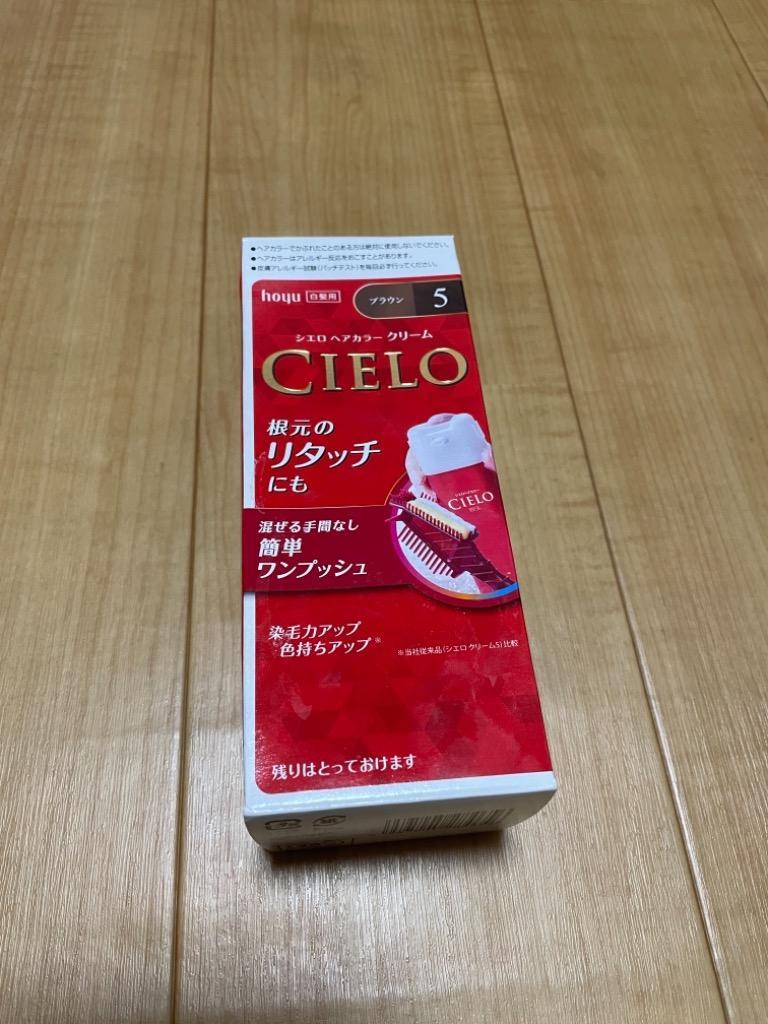 ●ヘアカラーでかぶれたことのある方は絶対に使用しないでください。
●ヘアカラーはアレルギー反応をおこすことがあります。
●皮膚アレルギー試験(パッチテスト)を毎回必ず行ってください。
hoyu 白髪用 ブラウン 5
シエロ ヘアカラー クリーム
CIELO
根元の
リタッチ
にも
CIELO
混ぜる手間なし
簡単
ワンプッシュ
染毛力アップ
色持ちアップ※
※当社従来品(シエロ クリームS)比較
残りはとっておけます